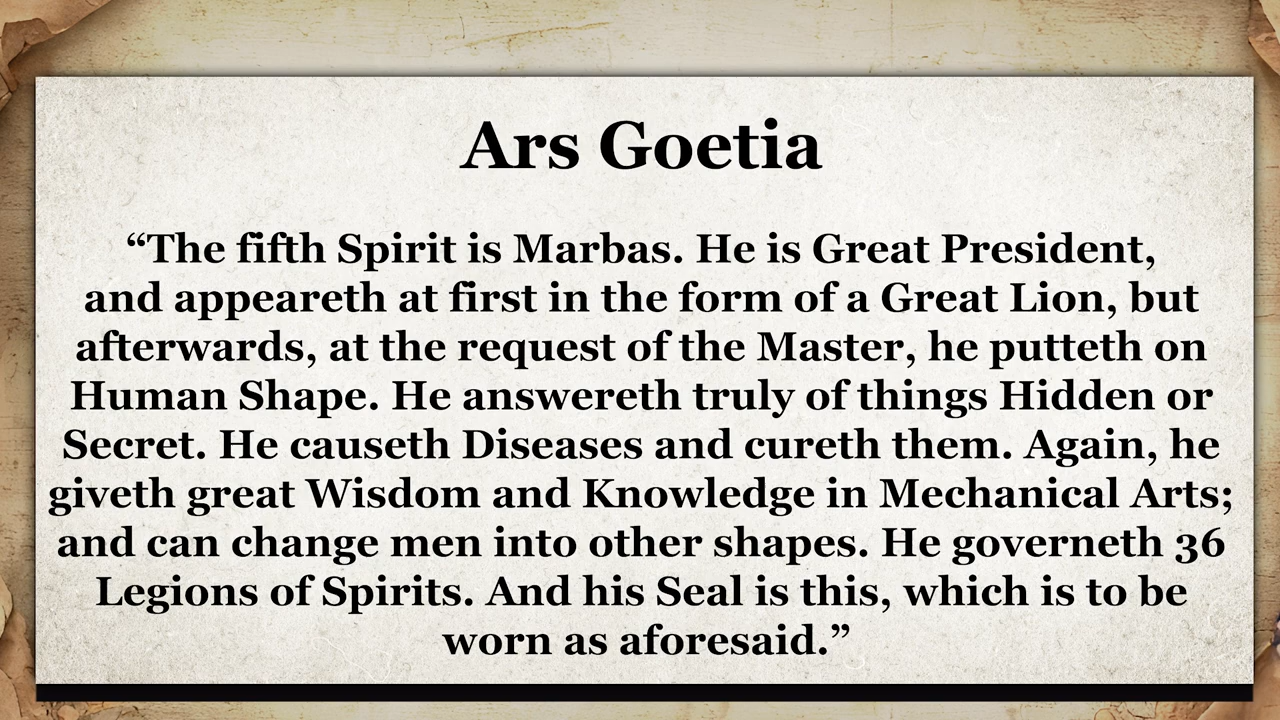 Ars Goetia
“The fifth Spirit is Marbas. He is Great President,
and appeareth at first in the form of a Great Lion, but
afterwards, at the request of the Master, he putteth on
Human Shape. He answereth truly of things Hidden or
Secret. He causeth Diseases and cureth them. Again, he
giveth great Wisdom and Knowledge in Mechanical Arts;
and can change men into other shapes. He governeth 36
Legions of Spirits. And his Seal is this, which is to be
worn as aforesaid.”